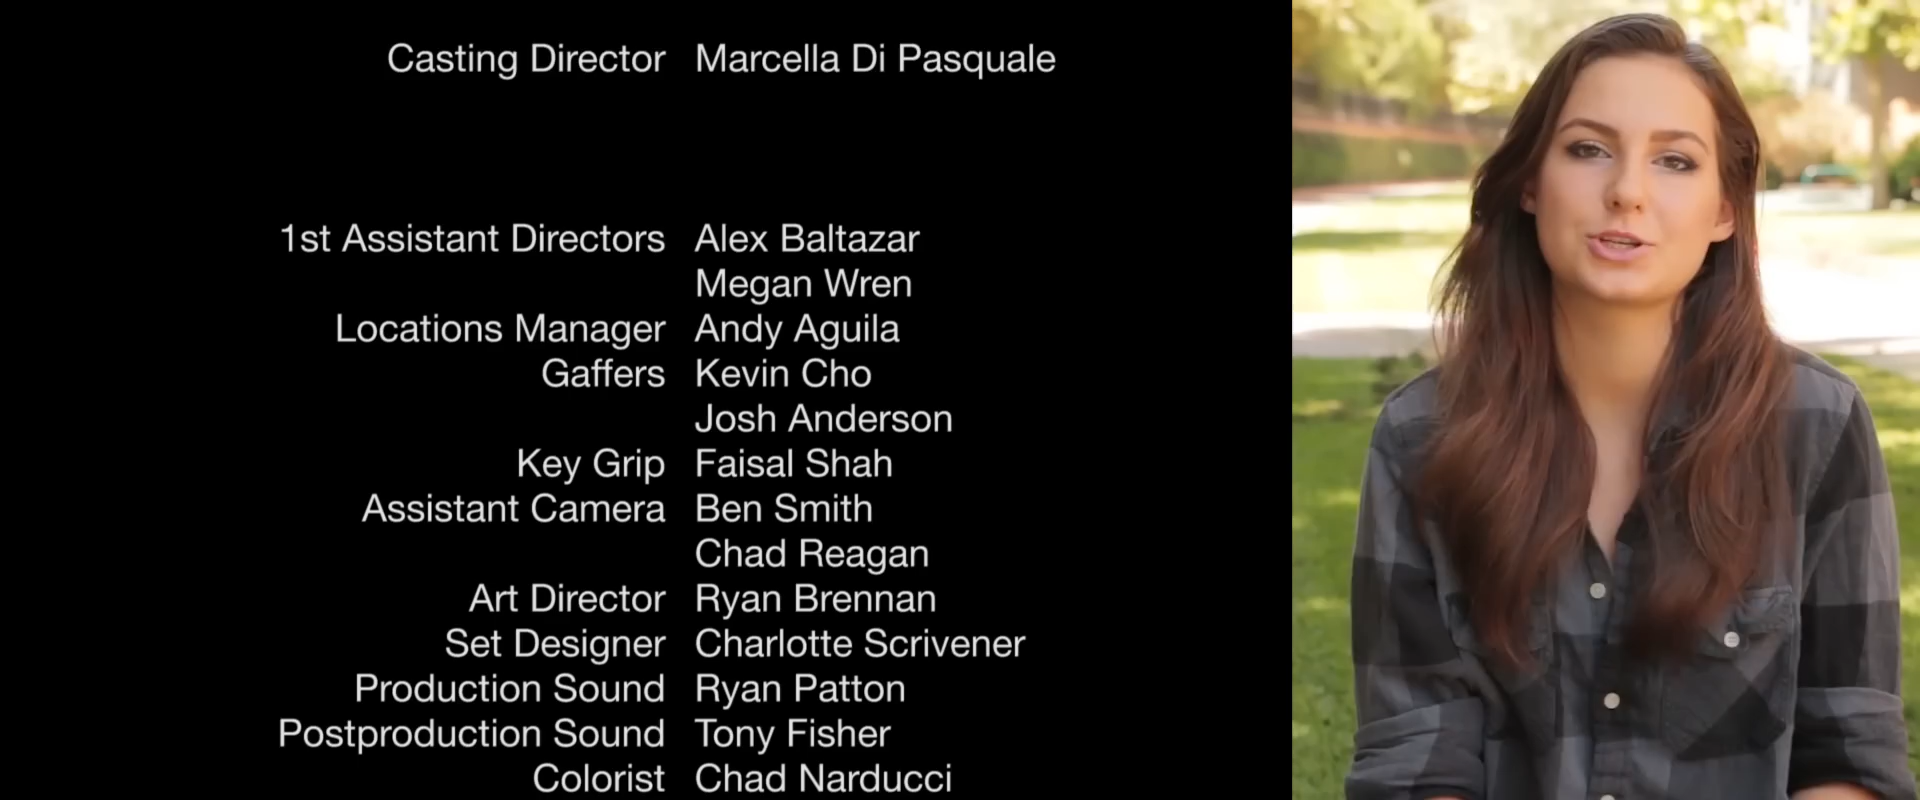 Casting Director Marcella Di Pasquale
1st Assistant Directors Alex Baltazar
Megan Wren
Locations Manager Andy Aguila
Gaffers Kevin Cho
Josh Anderson
Key Grip Faisal Shah
Assistant Camera Ben Smith
Chad Reagan
Art Director Ryan Brennan
Set Designer Charlotte Scrivener
Production Sound Ryan Patton
Postproduction Sound Tony Fisher
Colorist Chad Narducci